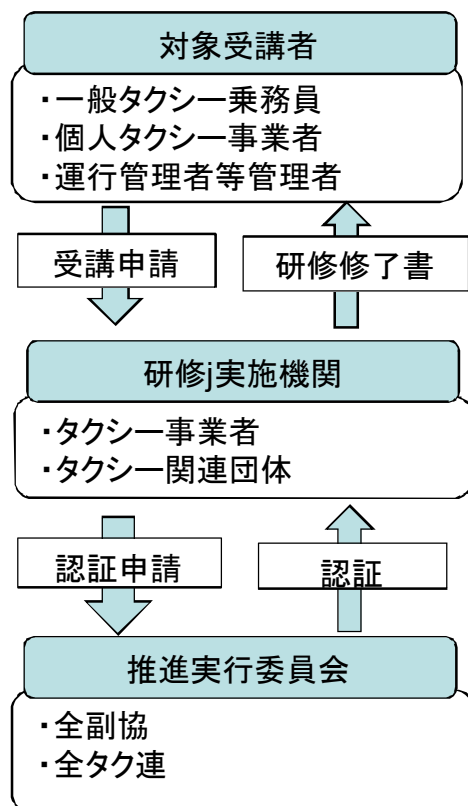 対象受講者
・一般タクシー乗務員
・個人タクシー事業者
・運行管理者等管理者
受講申請
研修修了書
研修j実施機関
・タクシー事業者
・タクシー関連団体
認証申請
認証
推進実行委員会
・全副協
・全タク連